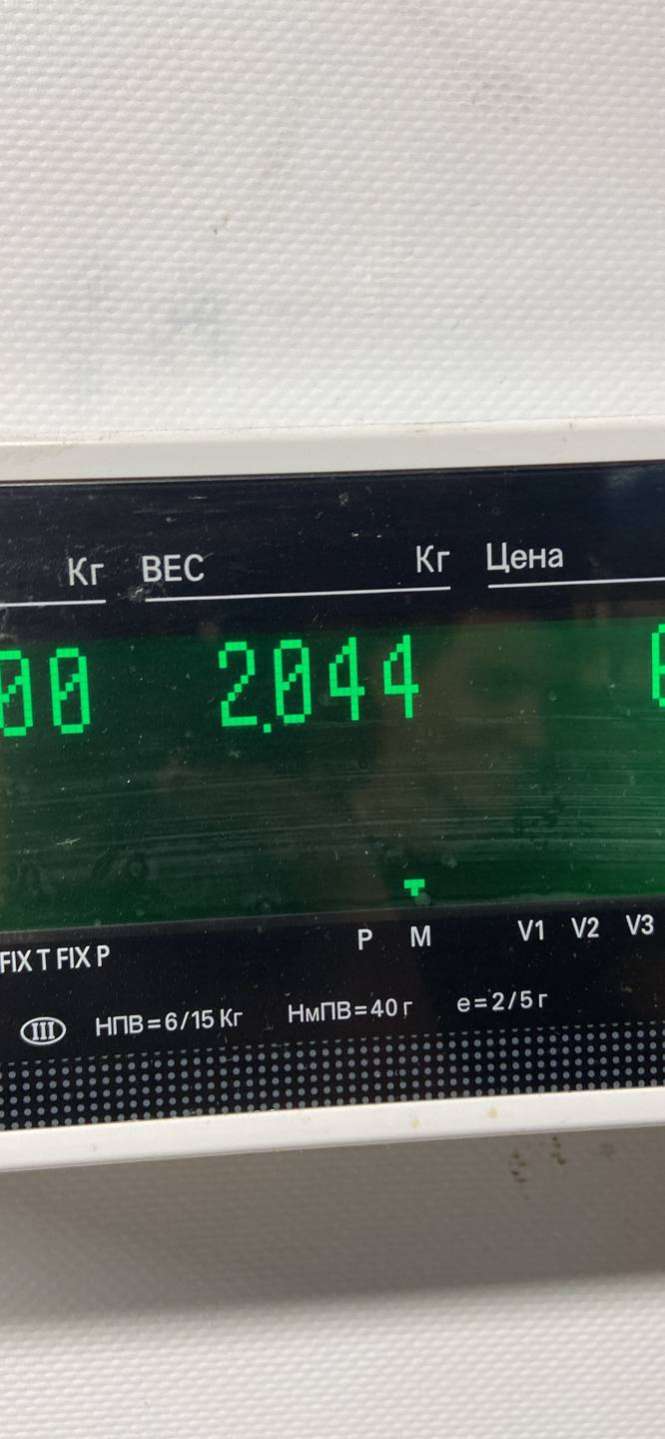 Кг ВЕС Кг Цена
00 2.044
P M V1 V2 V3
FIX T FIX P
III НПВ=6/15 Кг НмПВ=40 г e=2/5 г